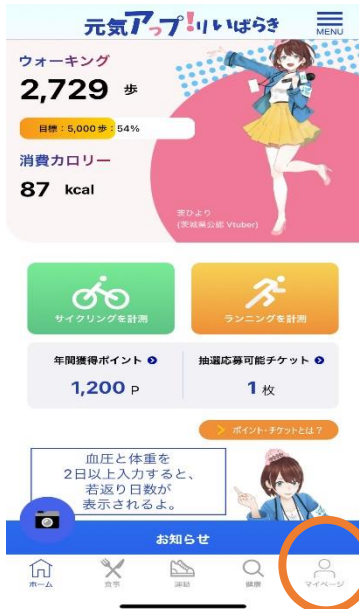 元気アっプ!リいばらき
MENU
ウォーキング
2,729 歩
目標:5,000歩:54%
消費カロリー
87 kcal
茨ひより
(茨城県公認 Vtuber)
サイクリングを計測
ランニングを計測
年間獲得ポイント
抽選応募可能チケット
1,200 P
1 枚
ポイント・チケットとは?
血圧と体重を
2日以上入力すると、
若返り日数が
表示されるよ。
お知らせ
ホーム
食事
運動
健康
マイページ